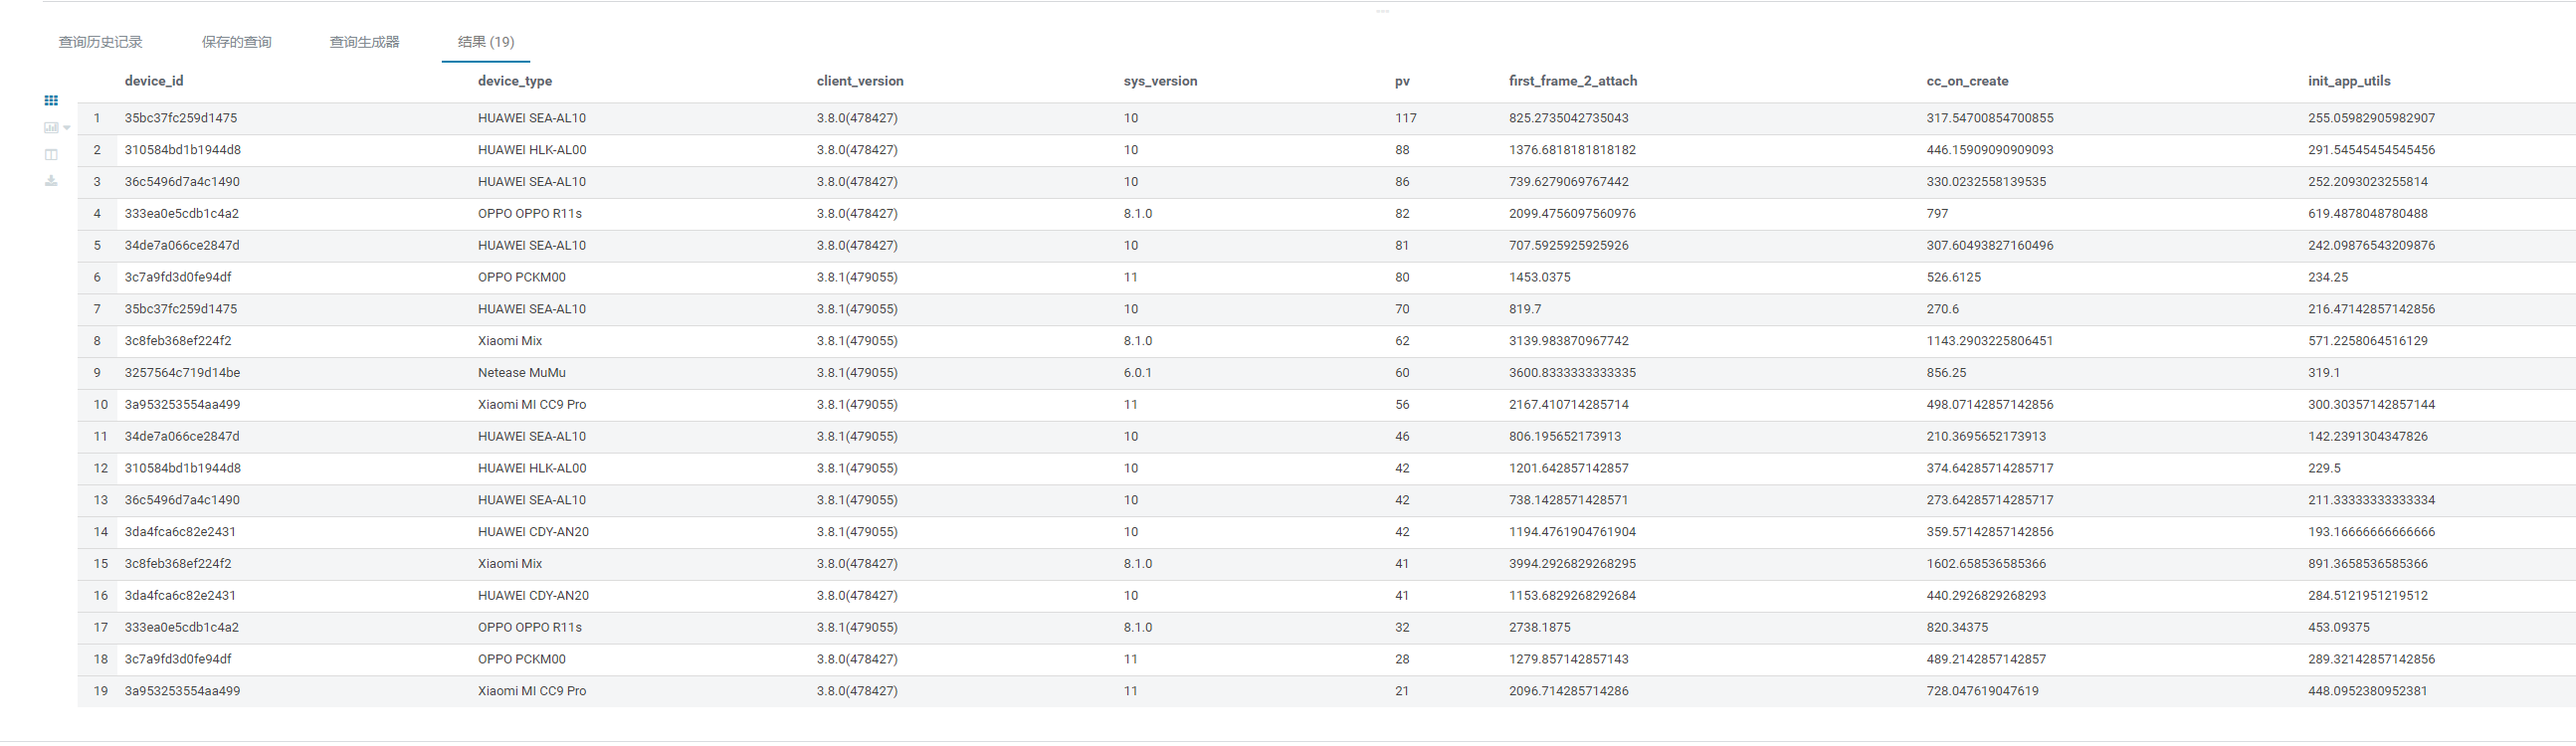 查询历史记录 保存的查询 查询生成器 结果 (19)
device_id device_type client_version sys_version pv first_frame_2_attach cc_on_create init_app_utils
1 35bc37fc259d1475 HUAWEI SEA-AL10 3.8.0(478427) 10 117 825.2735042735043 317.54700854700855 255.05982905982907
2 310584bd1b1944d8 HUAWEI HLK-AL00 3.8.0(478427) 10 88 1376.6818181818182 446.15909090909093 291.54545454545456
3 36c5496d7a4c1490 HUAWEI SEA-AL10 3.8.0(478427) 10 86 739.6279069767442 330.0232558139535 252.2093023255814
4 333ea0e5cdb1c4a2 OPPO OPPO R11s 3.8.0(478427) 8.1.0 82 2099.4756097560976 797 619.4878048780488
5 34de7a066ce2847d HUAWEI SEA-AL10 3.8.0(478427) 10 81 707.5925925925926 307.60493827160496 242.09876543209876
6 3c7a9fd3d0fe94df OPPO PCKM00 3.8.1(479055) 11 80 1453.0375 526.6125 234.25
7 35bc37fc259d1475 HUAWEI SEA-AL10 3.8.1(479055) 10 70 819.7 270.6 216.47142857142856
8 3c8feb368ef224f2 Xiaomi Mix 3.8.1(479055) 8.1.0 62 3139.983870967742 1143.2903225806451 571.2258064516129
9 3257564c719d14be Netease MuMu 3.8.1(479055) 6.0.1 60 3600.8333333333335 856.25 319.1
10 3a953253554aa499 Xiaomi MI CC9 Pro 3.8.1(479055) 11 56 2167.410714285714 498.07142857142856 300.30357142857144
11 34de7a066ce2847d HUAWEI SEA-AL10 3.8.1(479055) 10 46 806.195652173913 210.3695652173913 142.2391304347826
12 310584bd1b1944d8 HUAWEI HLK-AL00 3.8.1(479055) 10 42 1201.642857142857 374.64285714285717 229.5
13 36c5496d7a4c1490 HUAWEI SEA-AL10 3.8.1(479055) 10 42 738.1428571428571 273.64285714285717 211.33333333333334
14 3da4fca6c82e2431 HUAWEI CDY-AN20 3.8.1(479055) 10 42 1194.4761904761904 359.57142857142856 193.16666666666666
15 3c8feb368ef224f2 Xiaomi Mix 3.8.0(478427) 8.1.0 41 3994.2926829268295 1602.658536585366 891.3658536585366
16 3da4fca6c82e2431 HUAWEI CDY-AN20 3.8.0(478427) 10 41 1153.6829268292684 440.2926829268293 284.5121951219512
17 333ea0e5cdb1c4a2 OPPO OPPO R11s 3.8.1(479055) 8.1.0 32 2738.1875 820.34375 453.09375
18 3c7a9fd3d0fe94df OPPO PCKM00 3.8.0(478427) 11 28 1279.857142857143 489.2142857142857 289.32142857142856
19 3a953253554aa499 Xiaomi MI CC9 Pro 3.8.0(478427) 11 21 2096.714285714286 728.047619047619 448.0952380952381